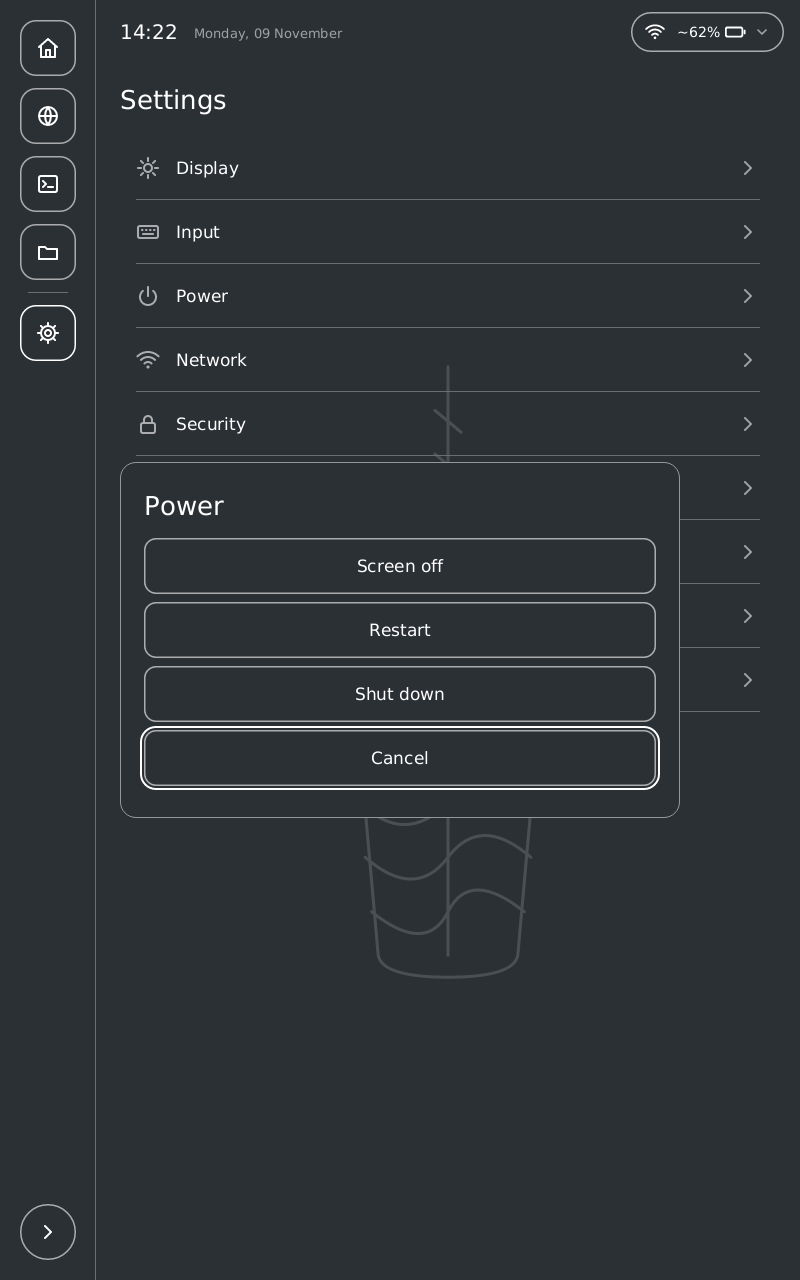 14:22 Monday, 09 November ~62%
Settings
Display
Input
Power
Network
Security
Power
Screen off
Restart
Shut down
Cancel